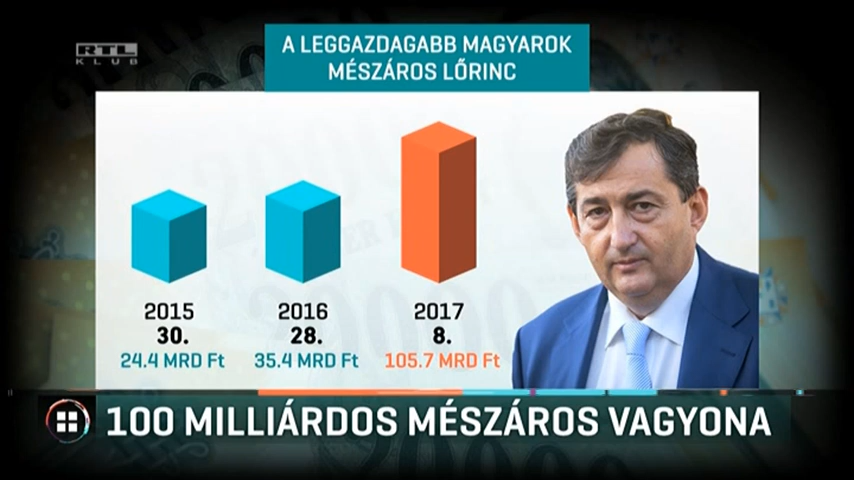 RTL
KLUB
A LEGGAZDAGABB MAGYAROK
MÉSZÁROS LŐRINC
2015
30.
24.4 MRD Ft
2016
28.
35.4 MRD Ft
2017
8.
105.7 MRD Ft
100 MILLIÁRDOS MÉSZÁROS VAGYONA